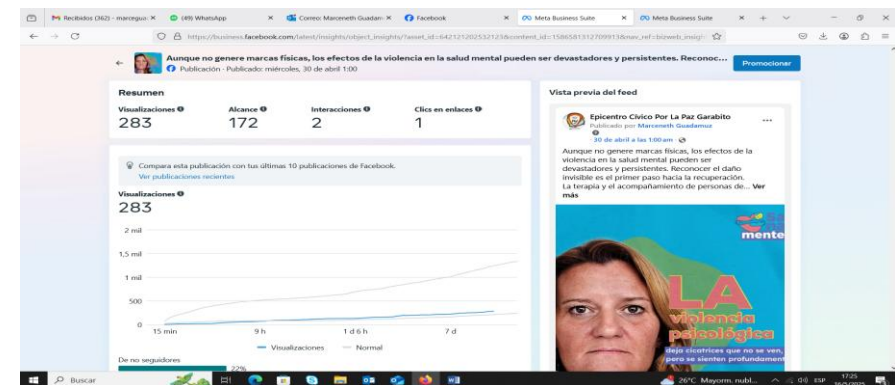 Recibidos (362) - marcegua
(49) WhatsApp
Correo: Marceneth Guadam
Facebook
Meta Business Suite
Meta Business Suite
https://business.facebook.com/latest/insights/object_insights/?asset_id=642121202532123&content_id=1586581312709913&nav_ref=bizweb_insig
Aunque no genere marcas físicas, los efectos de la violencia en la salud mental pueden ser devastadores y persistentes. Reconoc...
Publicación · Publicado: miércoles, 30 de abril 1:00
Promocionar
Resumen
Visualizaciones
Alcance
Interacciones
Clics en enlaces
283
172
2
1
Compara esta publicación con tus últimas 10 publicaciones de Facebook.
Ver publicaciones recientes
Visualizaciones
283
2 mil
1,5 mil
1 mil
500
0
15 min
9 h
1 d 6 h
7 d
Visualizaciones
Normal
De no seguidores
22%
Vista previa del feed
Epicentro Cívico Por La Paz Garabito
Publicado por Marceneth Guadamuz
30 de abril a las 1:00 am
Aunque no genere marcas físicas, los efectos de la
violencia en la salud mental pueden ser
devastadores y persistentes. Reconocer el daño
invisible es el primer paso hacia la recuperación.
La terapia y el acompañamiento de personas de... Ver
más
mente
LA
violencia
psicológica
deja cicatrices que no se ven,
pero se sienten profundament
Buscar
26°C Mayorm. nubl...
ESP
17:25